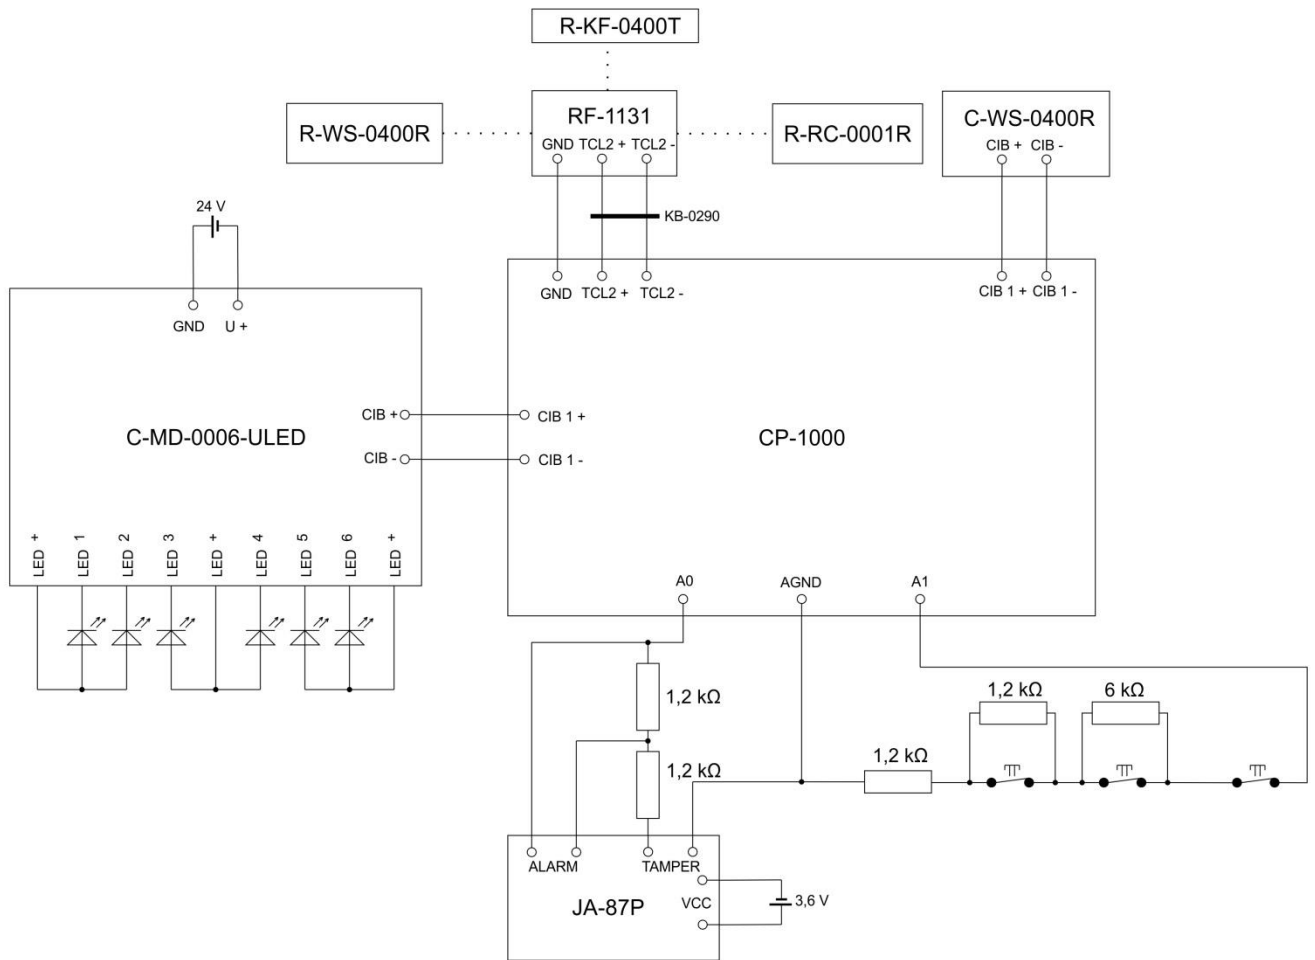 R-KF-0400T
R-WS-0400R
RF-1131
GND TCL2 + TCL2 -
R-RC-0001R
C-WS-0400R
CIB + CIB -
KB-0290
24 V
GND U +
GND TCL2 + TCL2 -
CIB 1 + CIB 1 -
C-MD-0006-ULED
CIB +
CIB -
CIB 1 +
CIB 1 -
CP-1000
LED +
LED 1
LED 2
LED 3
LED +
LED 4
LED 5
LED 6
LED +
A0
AGND
A1
1,2 kΩ
1,2 kΩ
1,2 kΩ
1,2 kΩ
6 kΩ
ALARM
TAMPER
VCC
3,6 V
JA-87P